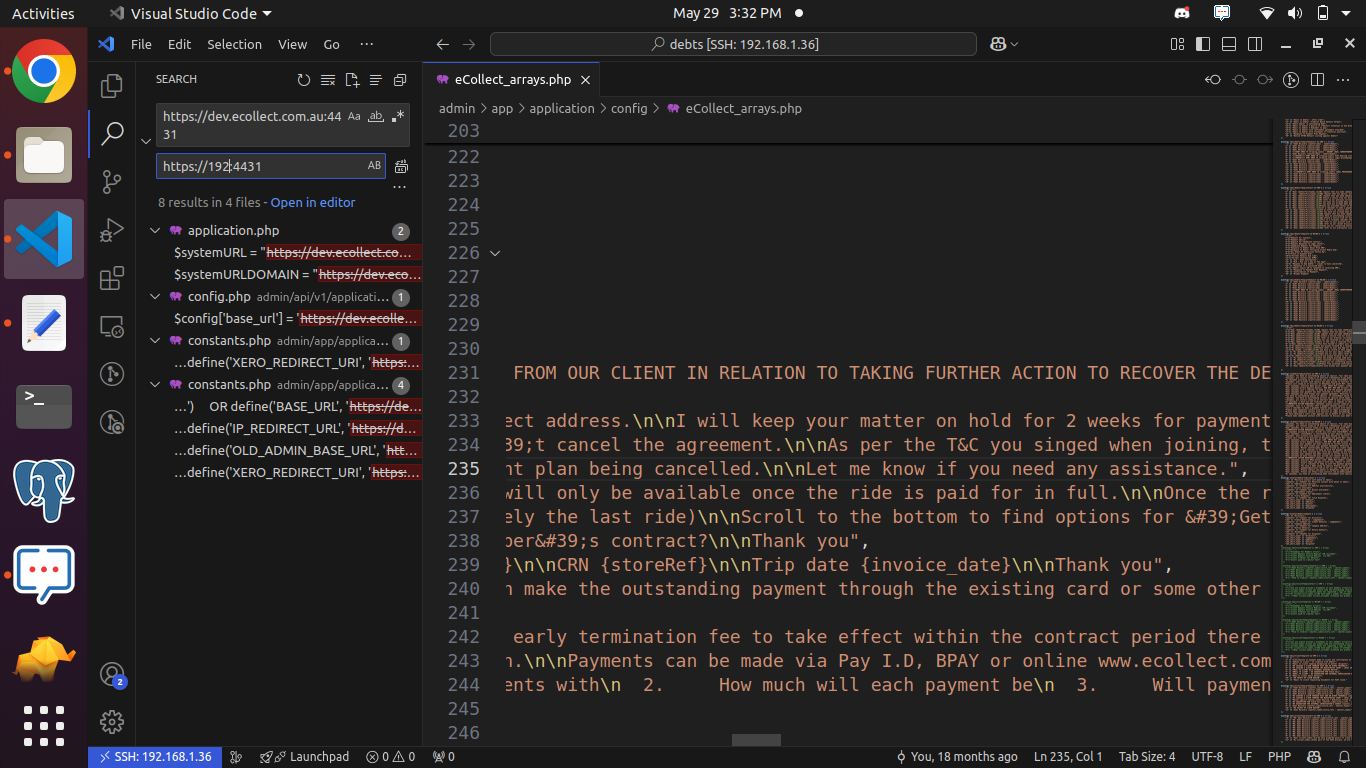 Activities
Visual Studio Code
May 29 3:32 PM
File Edit Selection View Go ···
debts [SSH: 192.168.1.36]
SEARCH
https://dev.ecollect.com.au:44
31
Aa ab .*
https://192:4431
AB
8 results in 4 files - Open in editor
application.php 2
$systemURL = "https://dev.ecollect.co…
$systemURLDOMAIN = "https://dev.eco…
config.php admin/api/v1/applicati… 1
$config['base_url'] = 'https://dev.ecolle…
constants.php admin/app/applica… 1
…define('XERO_REDIRECT_URI', 'https:…
constants.php admin/app/applica… 4
…') OR define('BASE_URL', 'https://de…
…define('IP_REDIRECT_URL', 'https://d…
…define('OLD_ADMIN_BASE_URL', 'htt…
…define('XERO_REDIRECT_URI', 'https:…
eCollect_arrays.php
admin > app > application > config > eCollect_arrays.php
203
222
223
224
225
226
227
228
229
230
231 FROM OUR CLIENT IN RELATION TO TAKING FURTHER ACTION TO RECOVER THE DE
232
233 ect address.\n\nI will keep your matter on hold for 2 weeks for payment
234 39;t cancel the agreement.\n\nAs per the T&C you singed when joining, t
235 nt plan being cancelled.\n\nLet me know if you need any assistance.",
236 will only be available once the ride is paid for in full.\n\nOnce the r
237 ely the last ride)\n\nScroll to the bottom to find options for &#39;Get
238 ber&#39;s contract?\n\nThank you",
239 }\n\nCRN {storeRef}\n\nTrip date {invoice_date}\n\nThank you",
240 n make the outstanding payment through the existing card or some other
241
242 early termination fee to take effect within the contract period there
243 n.\n\nPayments can be made via Pay I.D, BPAY or online www.ecollect.com
244 ents with\n 2. How much will each payment be\n 3. Will paymen
245
246
2
SSH: 192.168.1.36
Launchpad
0 0
0
You, 18 months ago
Ln 235, Col 1
Tab Size: 4
UTF-8
LF
PHP